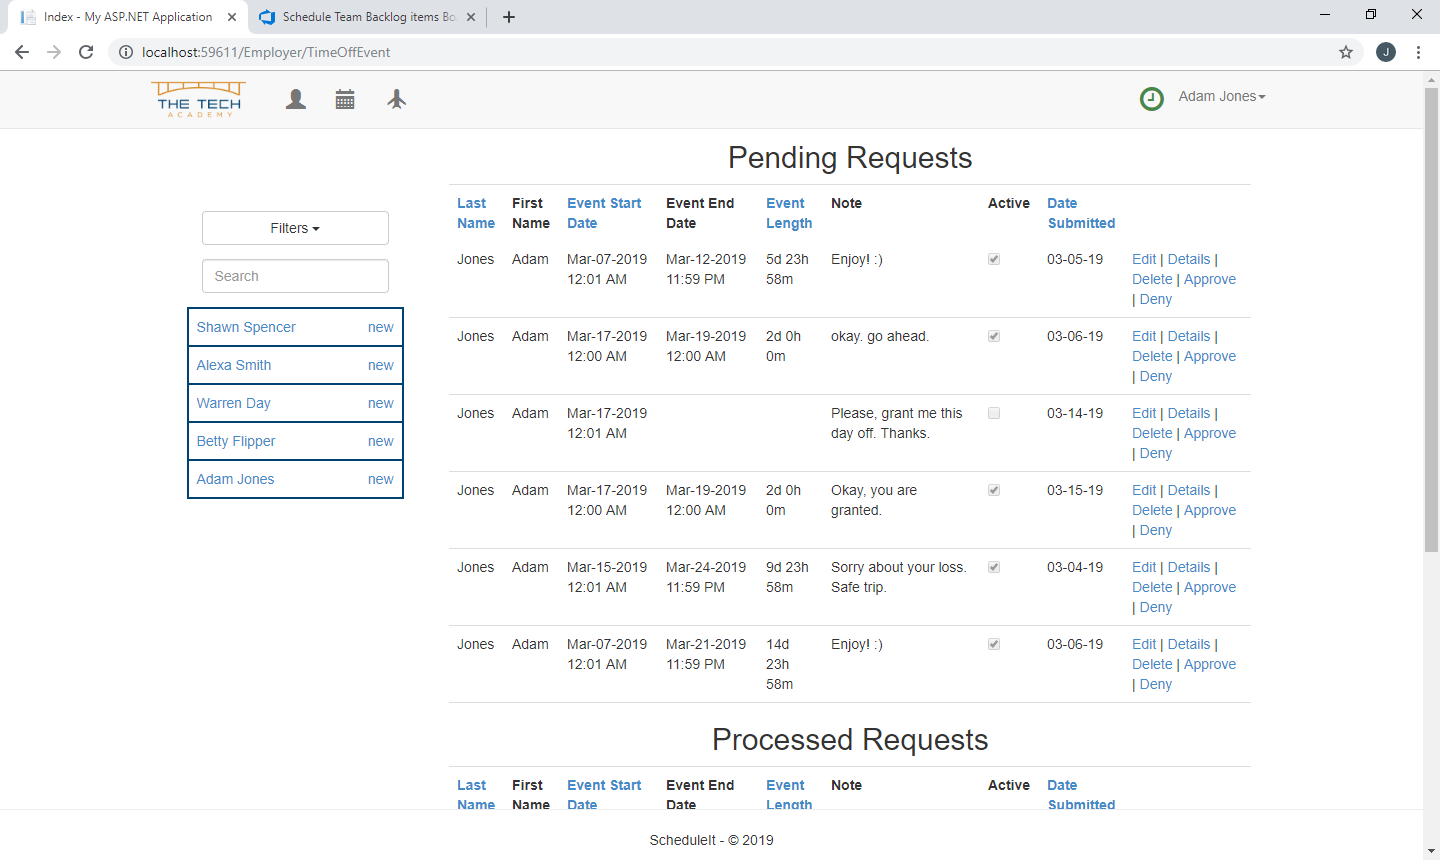 Index - My ASP.NET Application
Schedule Team Backlog items Bo
localhost:59611/Employer/TimeOffEvent
J
THE TECH
ACADEMY
Adam Jones
Pending Requests
Filters
Search
Shawn Spencer new
Alexa Smith new
Warren Day new
Betty Flipper new
Adam Jones new
Last First Event Start Event End Event Note Active Date
Name Name Date Date Length Submitted
Jones Adam Mar-07-2019 Mar-12-2019 5d 23h Enjoy! :) 03-05-19 Edit | Details |
12:01 AM 11:59 PM 58m Delete | Approve
| Deny
Jones Adam Mar-17-2019 Mar-19-2019 2d 0h okay. go ahead. 03-06-19 Edit | Details |
12:00 AM 12:00 AM 0m Delete | Approve
| Deny
Jones Adam Mar-17-2019 Please, grant me this 03-14-19 Edit | Details |
12:01 AM day off. Thanks. Delete | Approve
| Deny
Jones Adam Mar-17-2019 Mar-19-2019 2d 0h Okay, you are 03-15-19 Edit | Details |
12:00 AM 12:00 AM 0m granted. Delete | Approve
| Deny
Jones Adam Mar-15-2019 Mar-24-2019 9d 23h Sorry about your loss. 03-04-19 Edit | Details |
12:01 AM 11:59 PM 58m Safe trip. Delete | Approve
| Deny
Jones Adam Mar-07-2019 Mar-21-2019 14d Enjoy! :) 03-06-19 Edit | Details |
12:01 AM 11:59 PM 23h Delete | Approve
58m | Deny
Processed Requests
Last First Event Start Event End Event Note Active Date
Name Name Date Date Length Submitted
ScheduleIt - © 2019